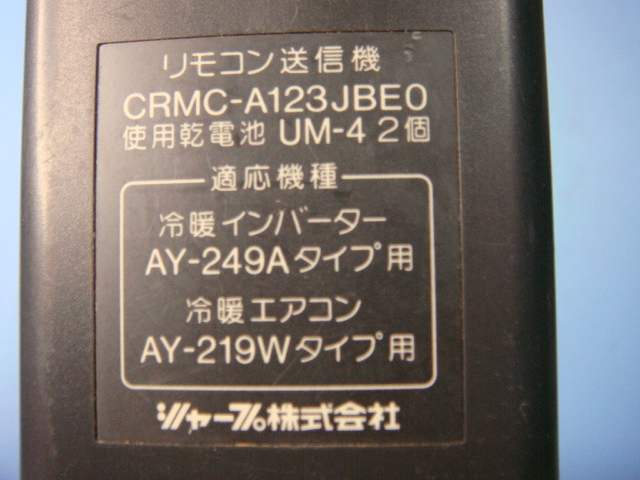 リモコン送信機
CRMC-A123JBE0
使用乾電池 UM-4 2個
適応機種
冷暖インバーター
AY-249Aタイプ用
冷暖エアコン
AY-219Wタイプ用
シャープ株式会社